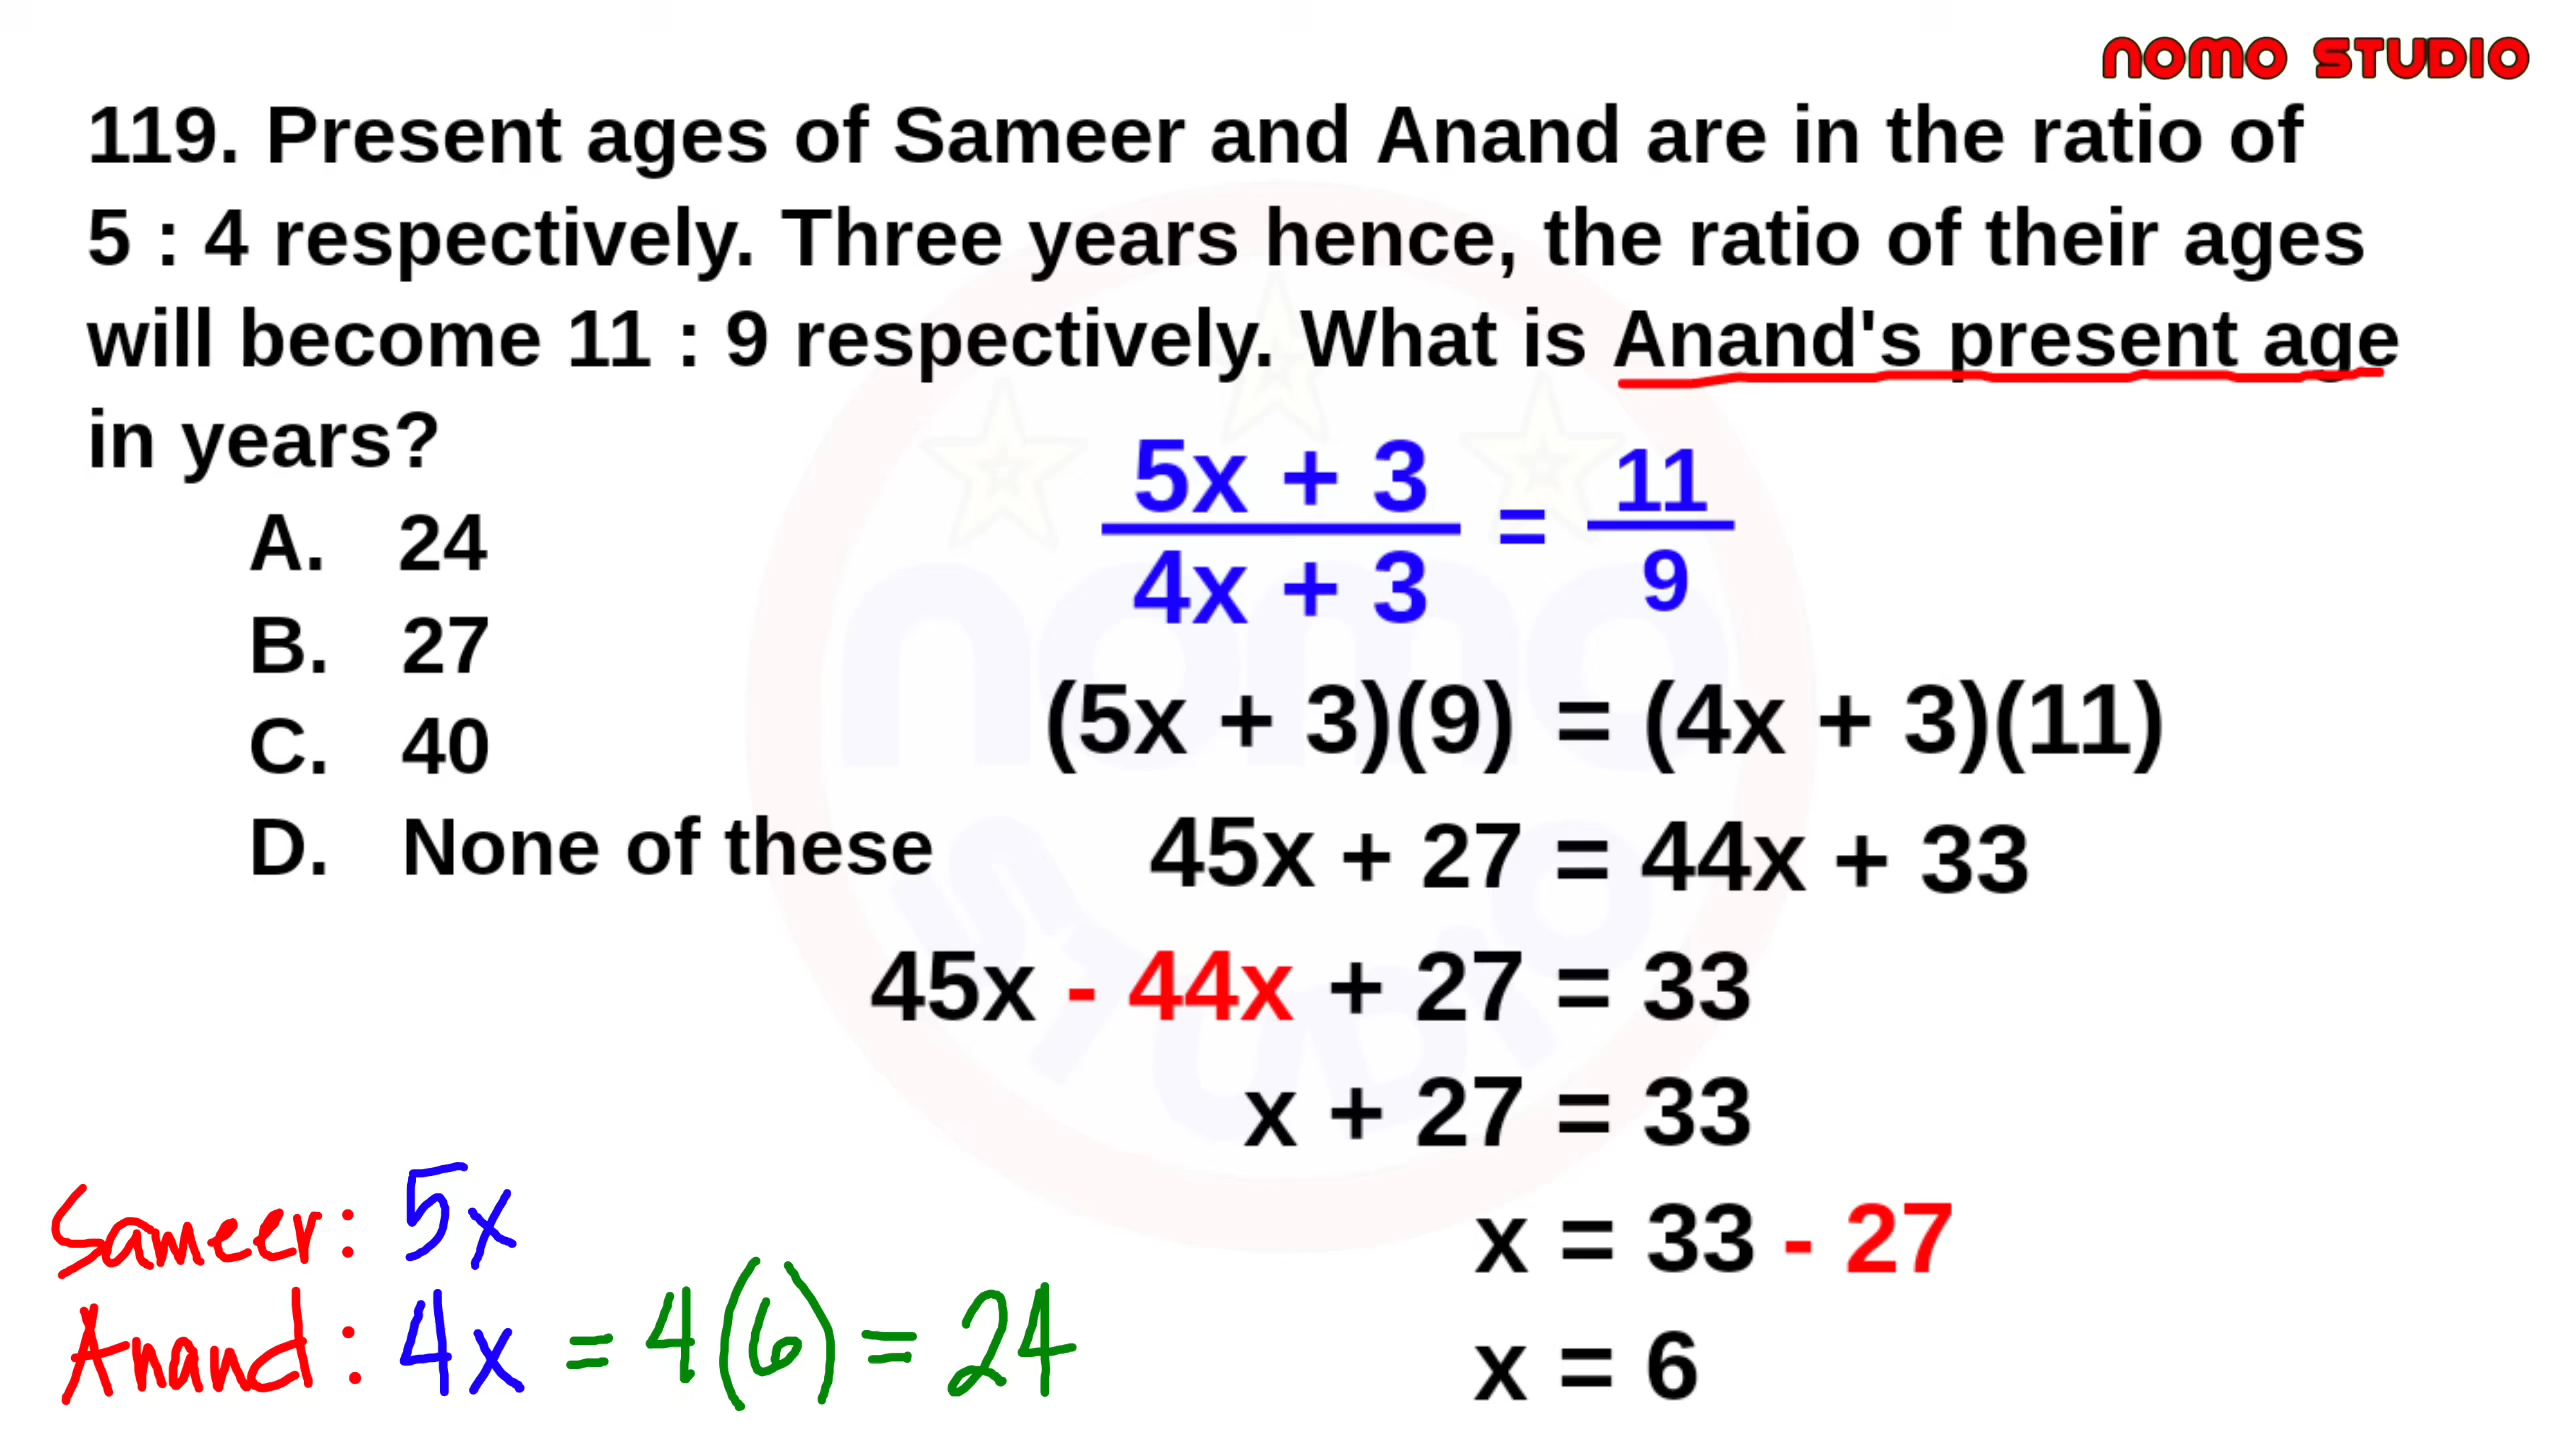 NOMO STUDIO
119. Present ages of Sameer and Anand are in the ratio of
5 : 4 respectively. Three years hence, the ratio of their ages
will become 11 : 9 respectively. What is Anand's present age
in years?
A. 24
B. 27
C. 40
D. None of these
5x + 3 = 11
4x + 3 9
(5x + 3)(9) = (4x + 3)(11)
45x + 27 = 44x + 33
45x - 44x + 27 = 33
x + 27 = 33
x = 33 - 27
x = 6
Sameer: 5x
Anand: 4x = 4(6) = 24
nomo
STUDIO